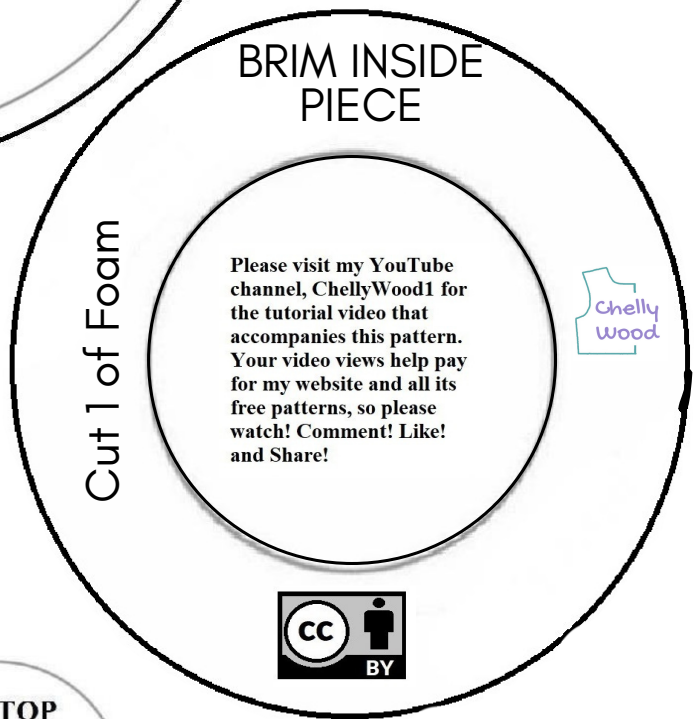 BRIM INSIDE
PIECE
Cut 1 of Foam
Please visit my YouTube
channel, ChellyWood1 for
the tutorial video that
accompanies this pattern.
Your video views help pay
for my website and all its
free patterns, so please
watch! Comment! Like!
and Share!
Chelly
Wood
CC
BY
TOP